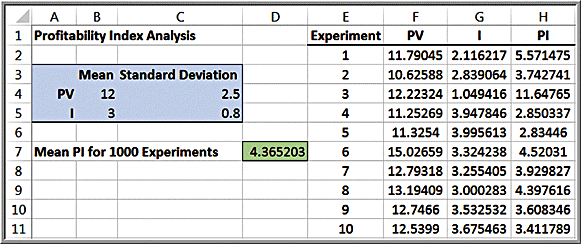 A B C D E F G H
1 Profitability Index Analysis Experiment PV I PI
2 1 11.79045 2.116217 5.571475
3 Mean Standard Deviation 2 10.62588 2.839064 3.742741
4 PV 12 2.5 3 12.22324 1.049416 11.64765
5 I 3 0.8 4 11.25269 3.947846 2.850337
6 5 11.3254 3.995613 2.83446
7 Mean PI for 1000 Experiments 4.365203 6 15.02659 3.324238 4.52031
8 7 12.79318 3.255405 3.929827
9 8 13.19409 3.000283 4.397616
10 9 12.7466 3.532532 3.608346
11 10 12.5399 3.675463 3.411789